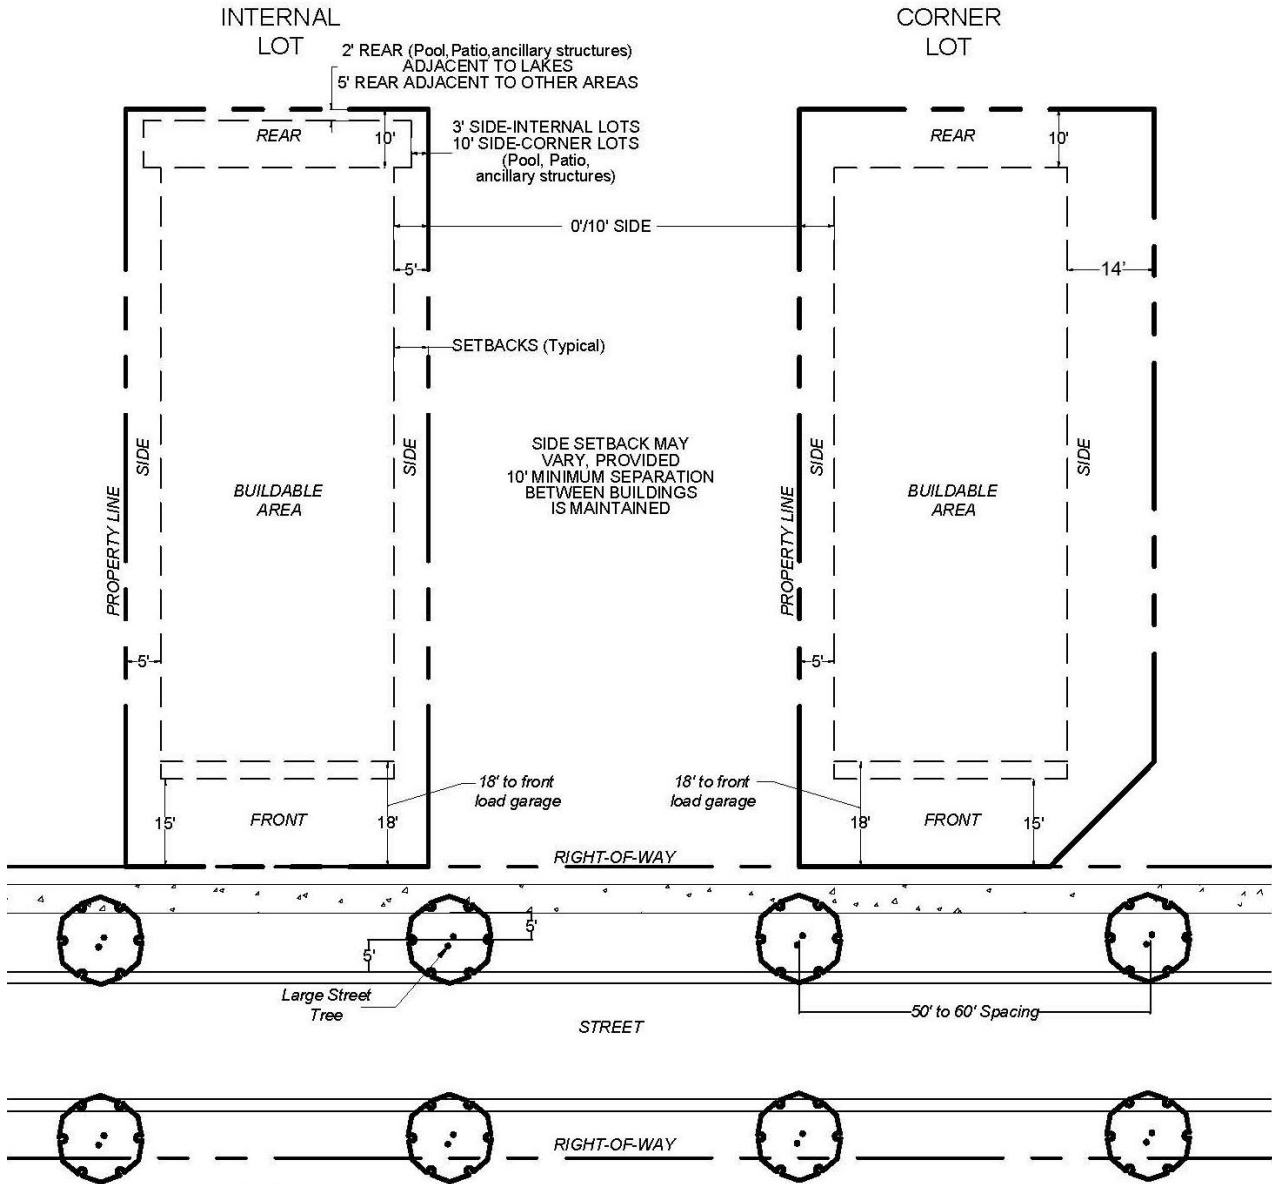 INTERNAL
LOT
CORNER
LOT
2' REAR (Pool,Patio,ancillary structures)
ADJACENT TO LAKES
5' REAR ADJACENT TO OTHER AREAS
REAR
10'
3' SIDE-INTERNAL LOTS
10' SIDE-CORNER LOTS
(Pool, Patio,
ancillary structures)
REAR
10'
0'/10' SIDE
5'
14'
SETBACKS (Typical)
SIDE
SIDE
SIDE SETBACK MAY
VARY, PROVIDED
10' MINIMUM SEPARATION
BETWEEN BUILDINGS
IS MAINTAINED
SIDE
SIDE
BUILDABLE
AREA
BUILDABLE
AREA
PROPERTY LINE
PROPERTY LINE
5'
5'
18' to front
load garage
18' to front
load garage
15'
FRONT
18'
18'
FRONT
15'
RIGHT-OF-WAY
5'
5'
Large Street
Tree
50' to 60' Spacing
STREET
RIGHT-OF-WAY